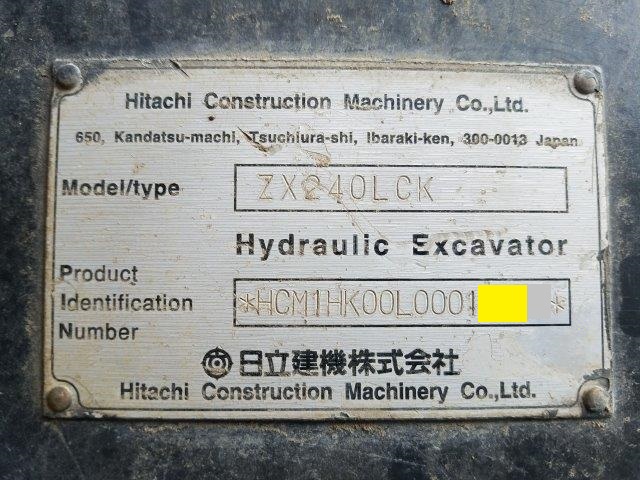 Hitachi Construction Machinery Co.,Ltd.
650, Kandatsu-machi, Tsuchiura-shi, Ibaraki-ken, 300-0013 Japan
Model/type ZX240LCK
Hydraulic Excavator
Product
Identification *HCM1HK00L0001 *
Number
日立建機株式会社
Hitachi Construction Machinery Co.,Ltd.